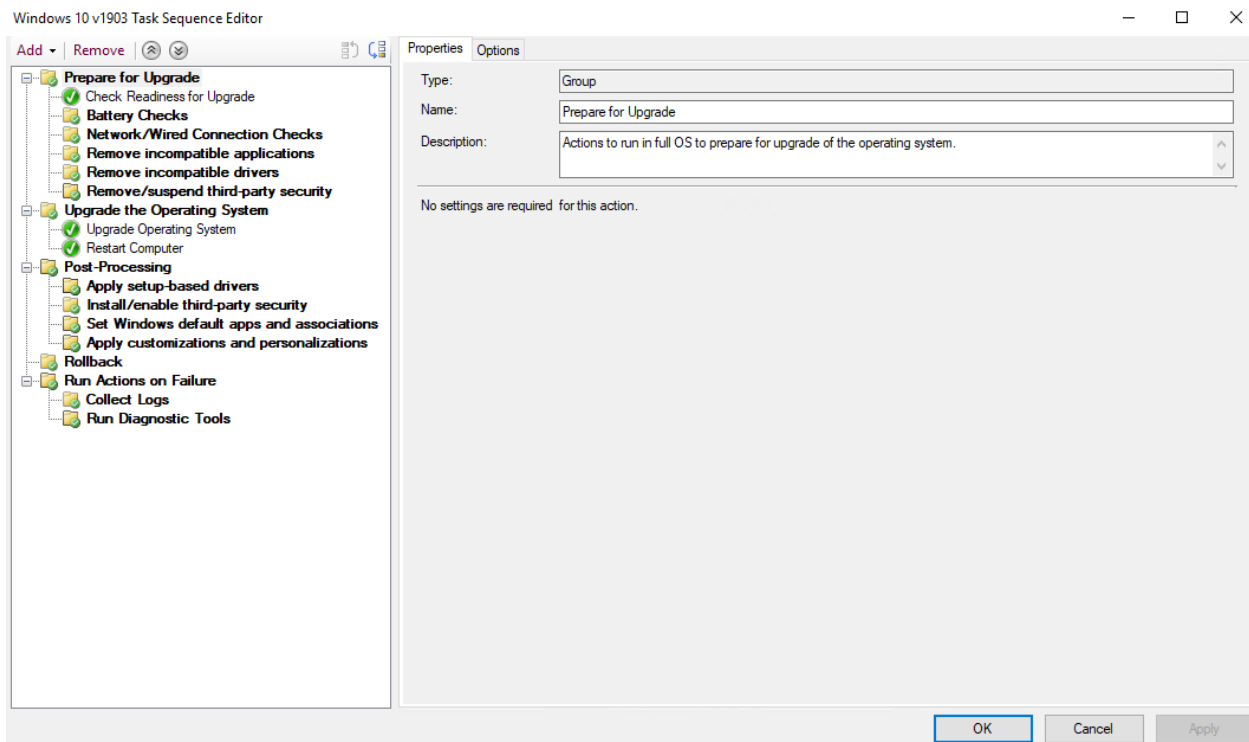 Windows 10 v1903 Task Sequence Editor
Add
Remove
Properties
Options
Prepare for Upgrade
Check Readiness for Upgrade
Battery Checks
Network/Wired Connection Checks
Remove incompatible applications
Remove incompatible drivers
Remove/suspend third-party security
Upgrade the Operating System
Upgrade Operating System
Restart Computer
Post-Processing
Apply setup-based drivers
Install/enable third-party security
Set Windows default apps and associations
Apply customizations and personalizations
Rollback
Run Actions on Failure
Collect Logs
Run Diagnostic Tools
Type: Group
Name: Prepare for Upgrade
Description: Actions to run in full OS to prepare for upgrade of the operating system.
No settings are required for this action.
OK
Cancel
Apply